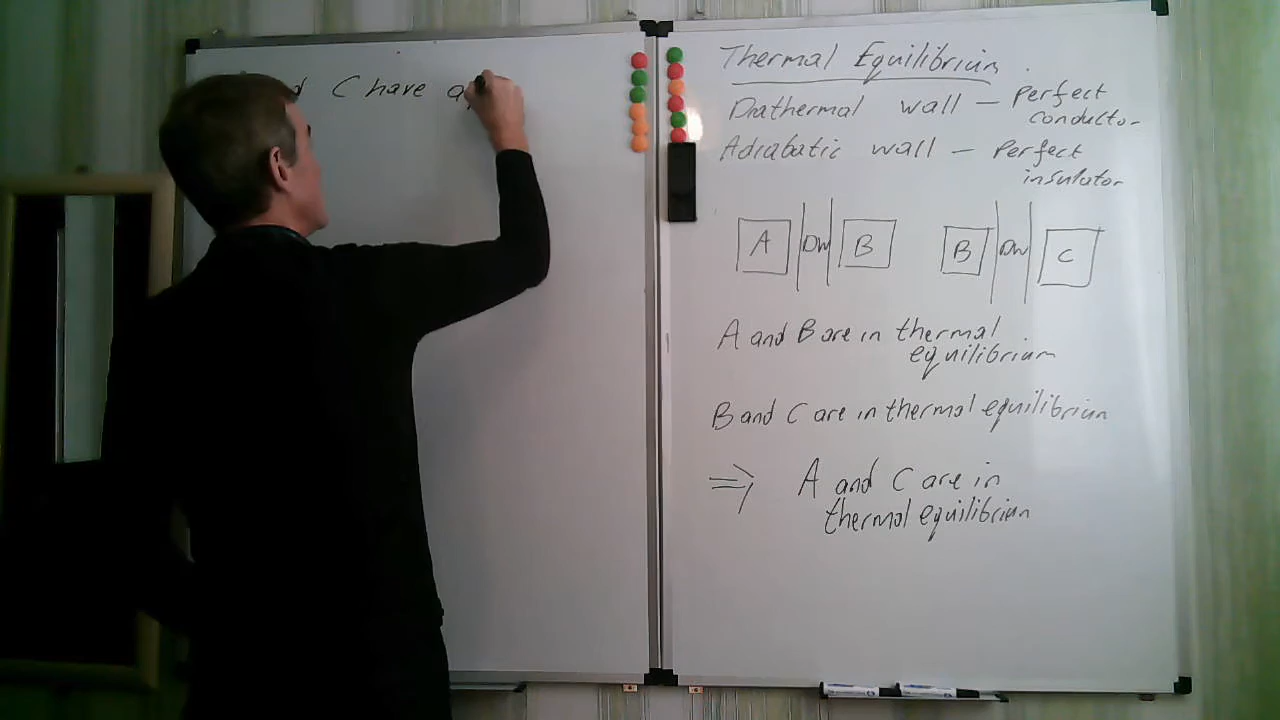 C have
Thermal Equilibrium
Diathermal wall – Perfect
conductor
Adiabatic wall – Perfect
insulator
A DW B B DW C
A and B are in thermal
equilibrium
B and C are in thermal equilibrium
⇒ A and C are in
thermal equilibrium